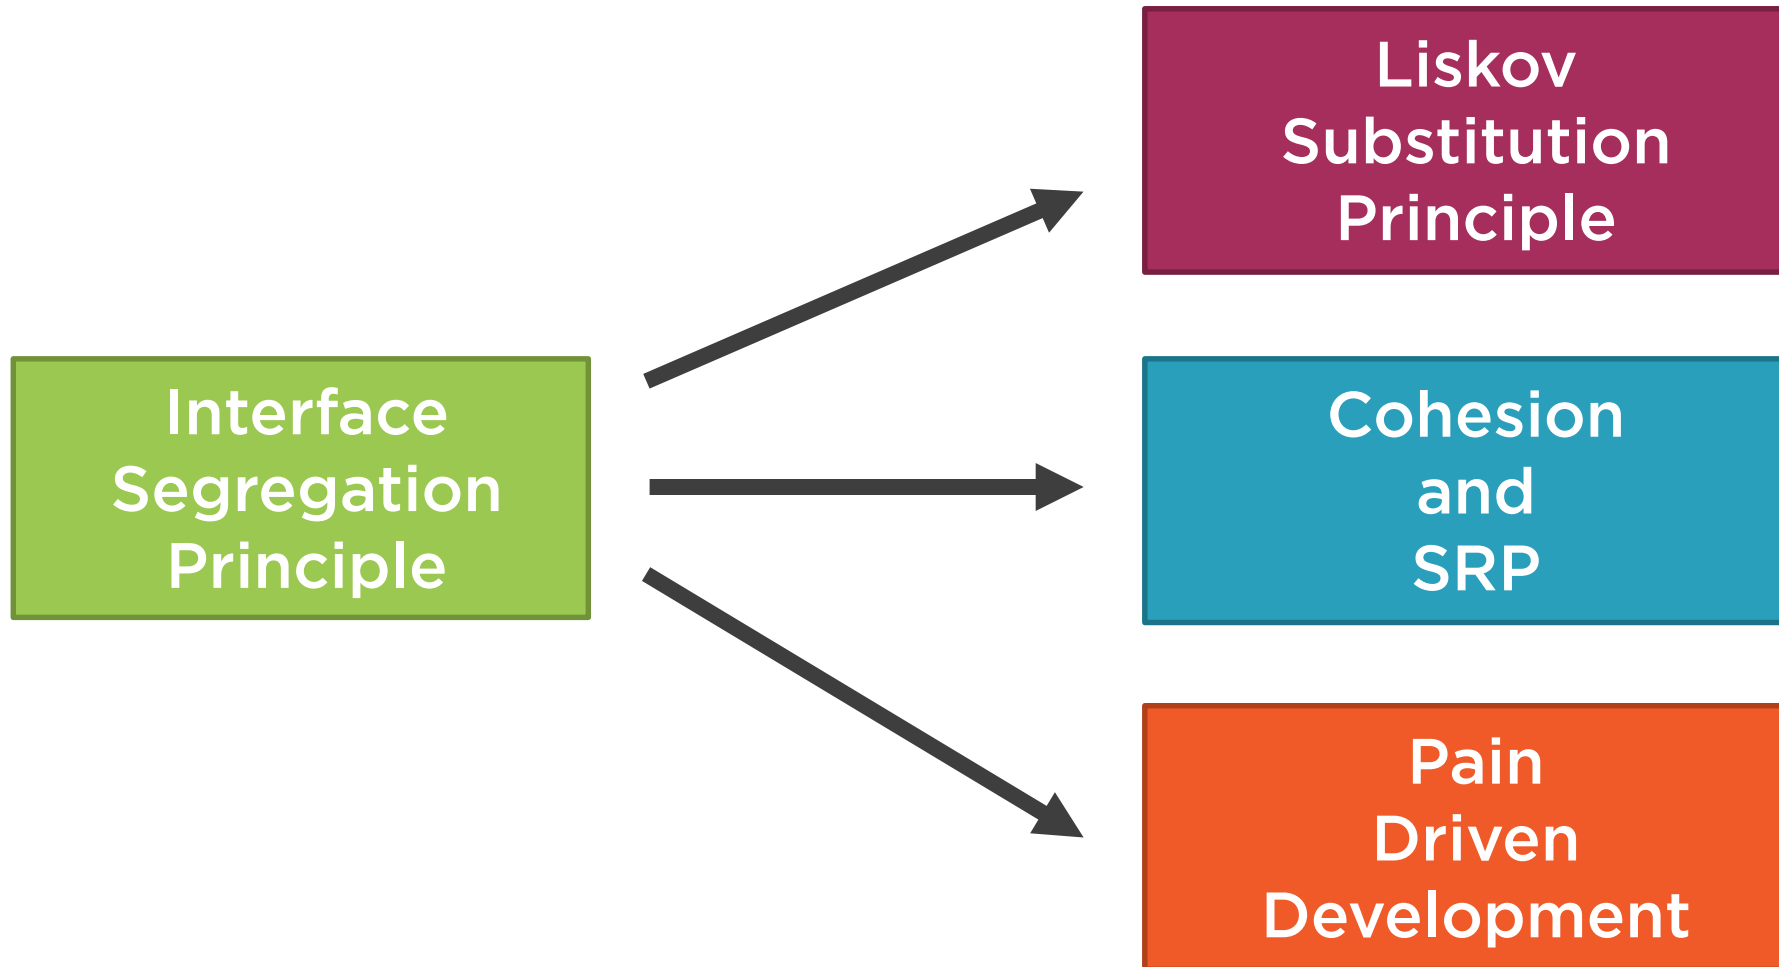 Interface
Segregation
Principle
Liskov
Substitution
Principle
Cohesion
and
SRP
Pain
Driven
Development